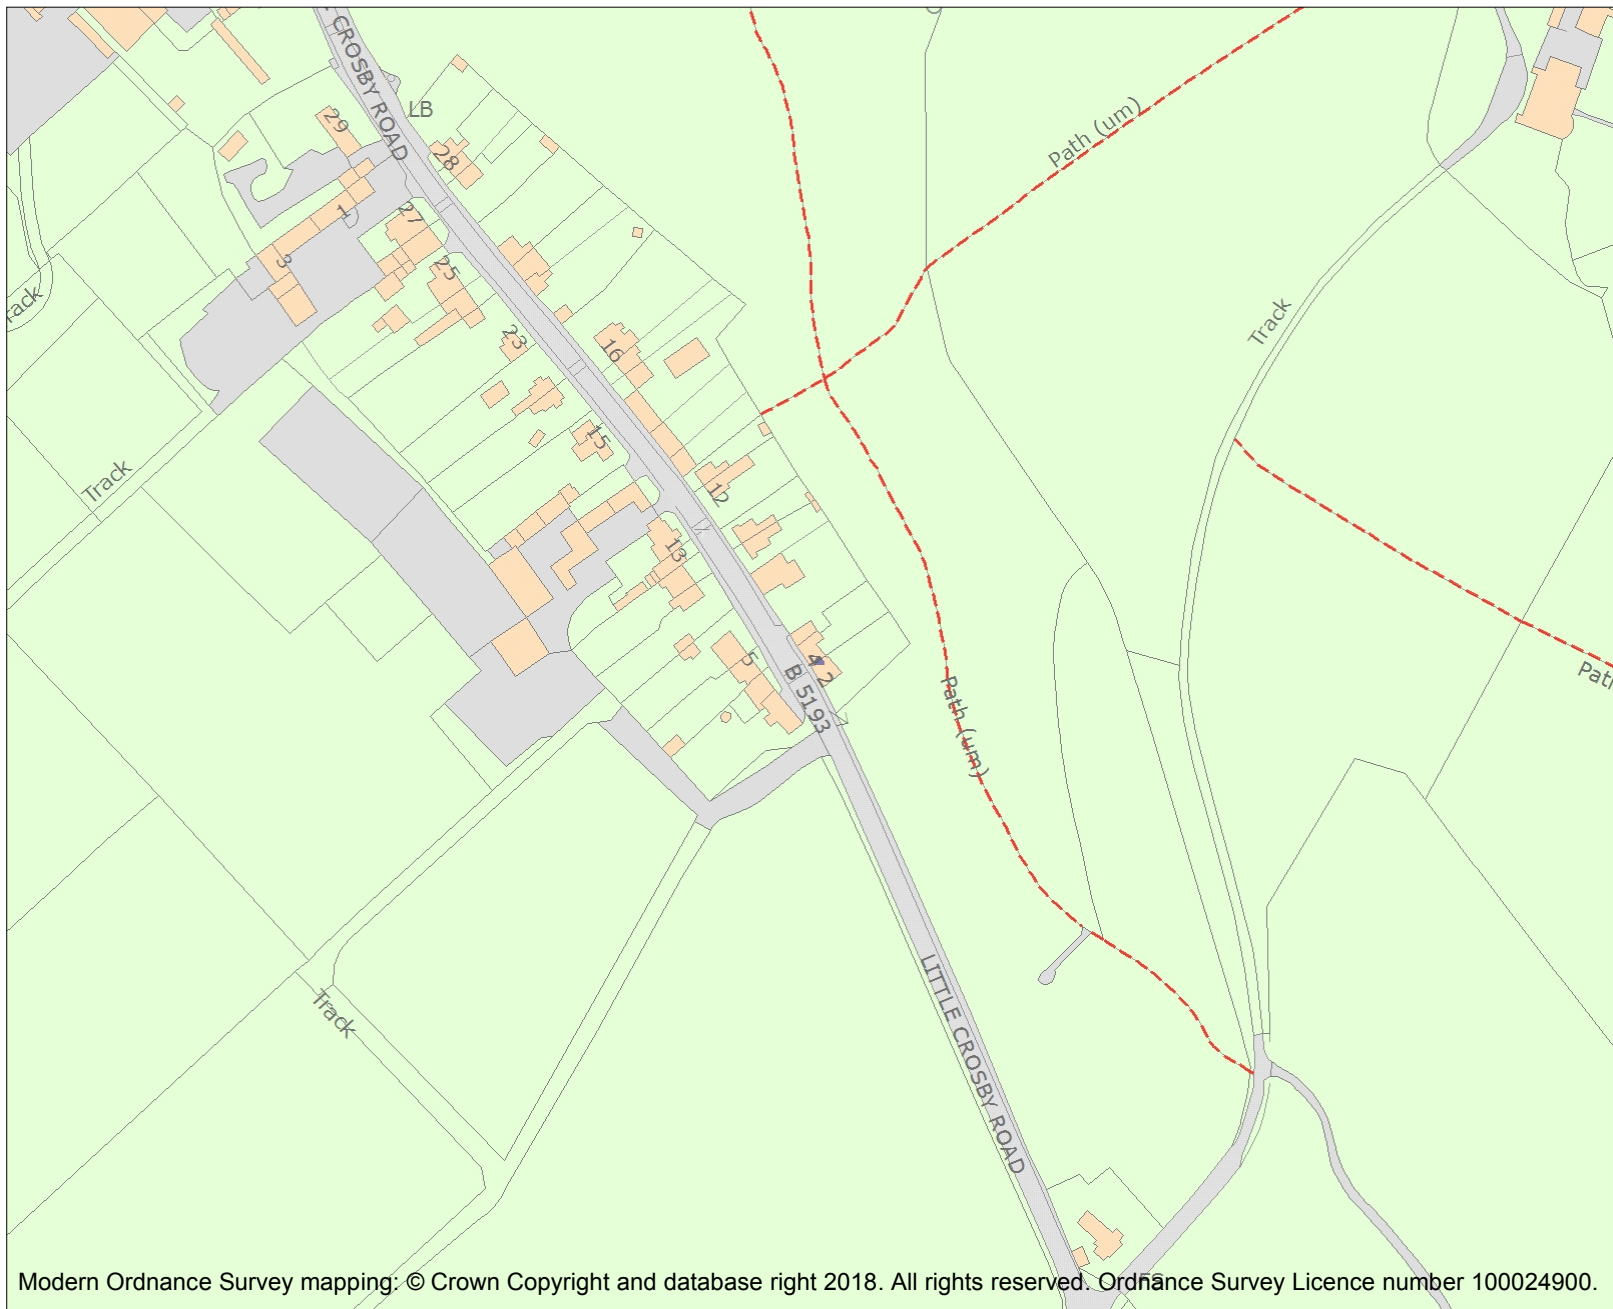 CROSBY ROAD
LB
29
28
Path (um)
1
27
3
25
Track
23
16
Track
15
12
13
5
4
2
B 5193
Path (um)
LITTLE CROSBY ROAD
Track
Modern Ordnance Survey mapping: © Crown Copyright and database right 2018. All rights reserved. Ordnance Survey Licence number 100024900.